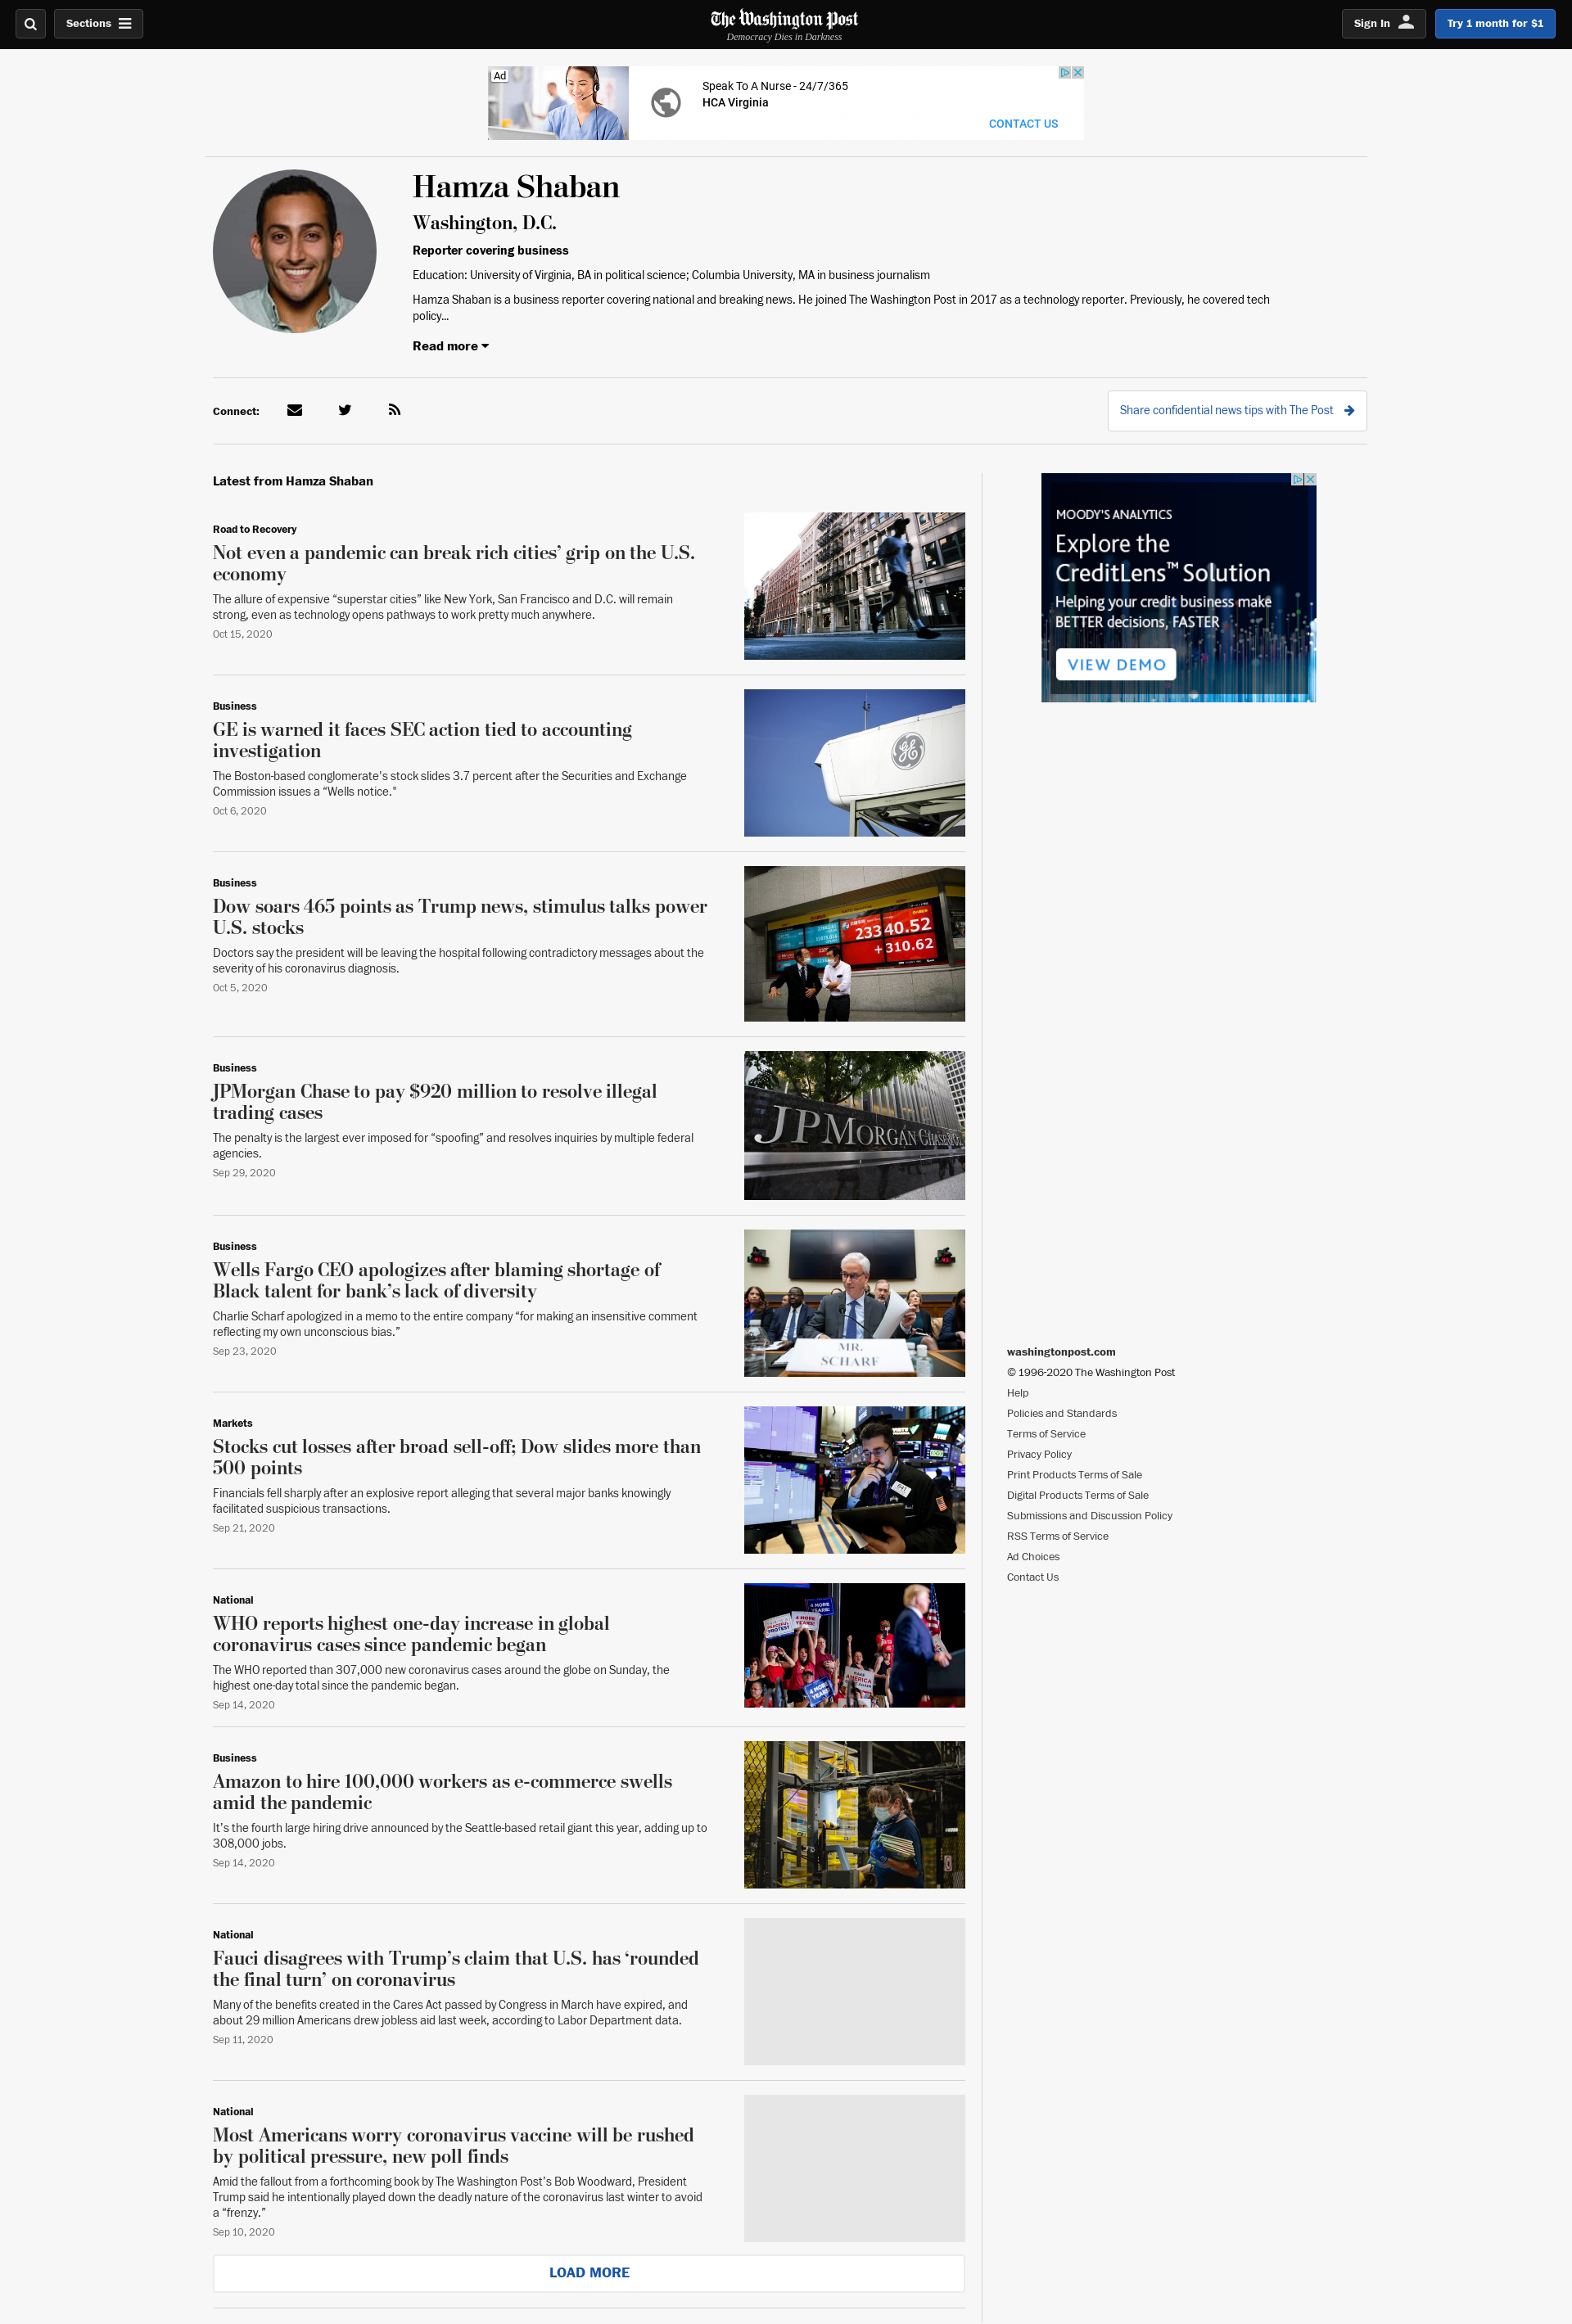 Sections
The Washington Post
Democracy Dies in Darkness
Sign In
Try 1 month for $1
Ad
Speak To A Nurse - 24/7/365
HCA Virginia
CONTACT US
Hamza Shaban
Washington, D.C.
Reporter covering business
Education: University of Virginia, BA in political science; Columbia University, MA in business journalism
Hamza Shaban is a business reporter covering national and breaking news. He joined The Washington Post in 2017 as a technology reporter. Previously, he covered tech
policy...
Read more
Connect:
Share confidential news tips with The Post
Latest from Hamza Shaban
Road to Recovery
Not even a pandemic can break rich cities’ grip on the U.S.
economy
The allure of expensive “superstar cities” like New York, San Francisco and D.C. will remain
strong, even as technology opens pathways to work pretty much anywhere.
Oct 15, 2020
Business
GE is warned it faces SEC action tied to accounting
investigation
The Boston-based conglomerate's stock slides 3.7 percent after the Securities and Exchange
Commission issues a “Wells notice."
Oct 6, 2020
GE
Business
Dow soars 465 points as Trump news, stimulus talks power
U.S. stocks
Doctors say the president will be leaving the hospital following contradictory messages about the
severity of his coronavirus diagnosis.
Oct 5, 2020
23340.52
+310.62
Business
JPMorgan Chase to pay $920 million to resolve illegal
trading cases
The penalty is the largest ever imposed for “spoofing” and resolves inquiries by multiple federal
agencies.
Sep 29, 2020
JPMORGAN CHASE & CO.
Business
Wells Fargo CEO apologizes after blaming shortage of
Black talent for bank’s lack of diversity
Charlie Scharf apologized in a memo to the entire company “for making an insensitive comment
reflecting my own unconscious bias.”
Sep 23, 2020
MR.
SCHARF
Markets
Stocks cut losses after broad sell-off; Dow slides more than
500 points
Financials fell sharply after an explosive report alleging that several major banks knowingly
facilitated suspicious transactions.
Sep 21, 2020
National
WHO reports highest one-day increase in global
coronavirus cases since pandemic began
The WHO reported than 307,000 new coronavirus cases around the globe on Sunday, the
highest one-day total since the pandemic began.
Sep 14, 2020
4 MORE
YEARS!
4 MORE
YEARS!
PROTEST
MAKE
AMERICA
4 MORE
YEARS!
Business
Amazon to hire 100,000 workers as e-commerce swells
amid the pandemic
It’s the fourth large hiring drive announced by the Seattle-based retail giant this year, adding up to
308,000 jobs.
Sep 14, 2020
National
Fauci disagrees with Trump’s claim that U.S. has ‘rounded
the final turn’ on coronavirus
Many of the benefits created in the Cares Act passed by Congress in March have expired, and
about 29 million Americans drew jobless aid last week, according to Labor Department data.
Sep 11, 2020
National
Most Americans worry coronavirus vaccine will be rushed
by political pressure, new poll finds
Amid the fallout from a forthcoming book by The Washington Post’s Bob Woodward, President
Trump said he intentionally played down the deadly nature of the coronavirus last winter to avoid
a “frenzy.”
Sep 10, 2020
LOAD MORE
MOODY'S ANALYTICS
Explore the
CreditLens™ Solution
Helping your credit business make
BETTER decisions, FASTER
VIEW DEMO
washingtonpost.com
© 1996-2020 The Washington Post
Help
Policies and Standards
Terms of Service
Privacy Policy
Print Products Terms of Sale
Digital Products Terms of Sale
Submissions and Discussion Policy
RSS Terms of Service
Ad Choices
Contact Us